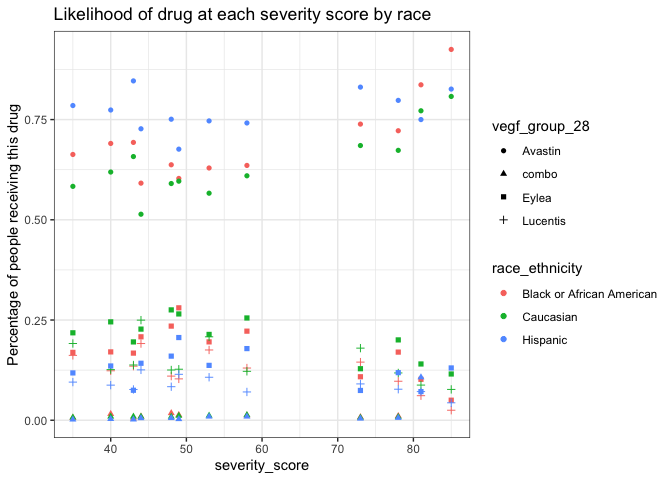 Likelihood of drug at each severity score by race
Percentage of people receiving this drug
0.75
0.50
0.25
0.00
40
50
60
70
80
severity_score
vegf_group_28
Avastin
combo
Eylea
Lucentis
race_ethnicity
Black or African American
Caucasian
Hispanic